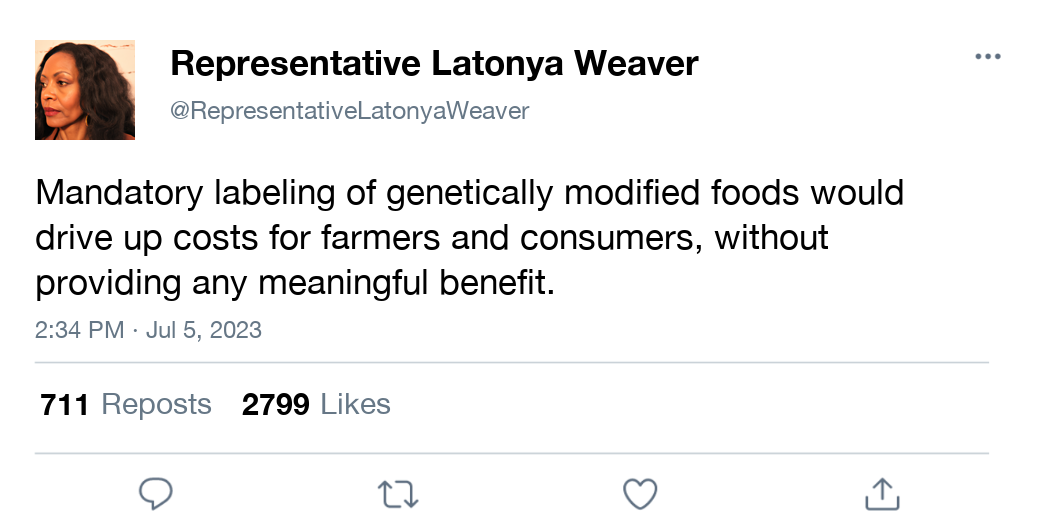 Representative Latonya Weaver
@RepresentativeLatonyaWeaver
Mandatory labeling of genetically modified foods would
drive up costs for farmers and consumers, without
providing any meaningful benefit.
2:34 PM · Jul 5, 2023
711 Reposts 2799 Likes